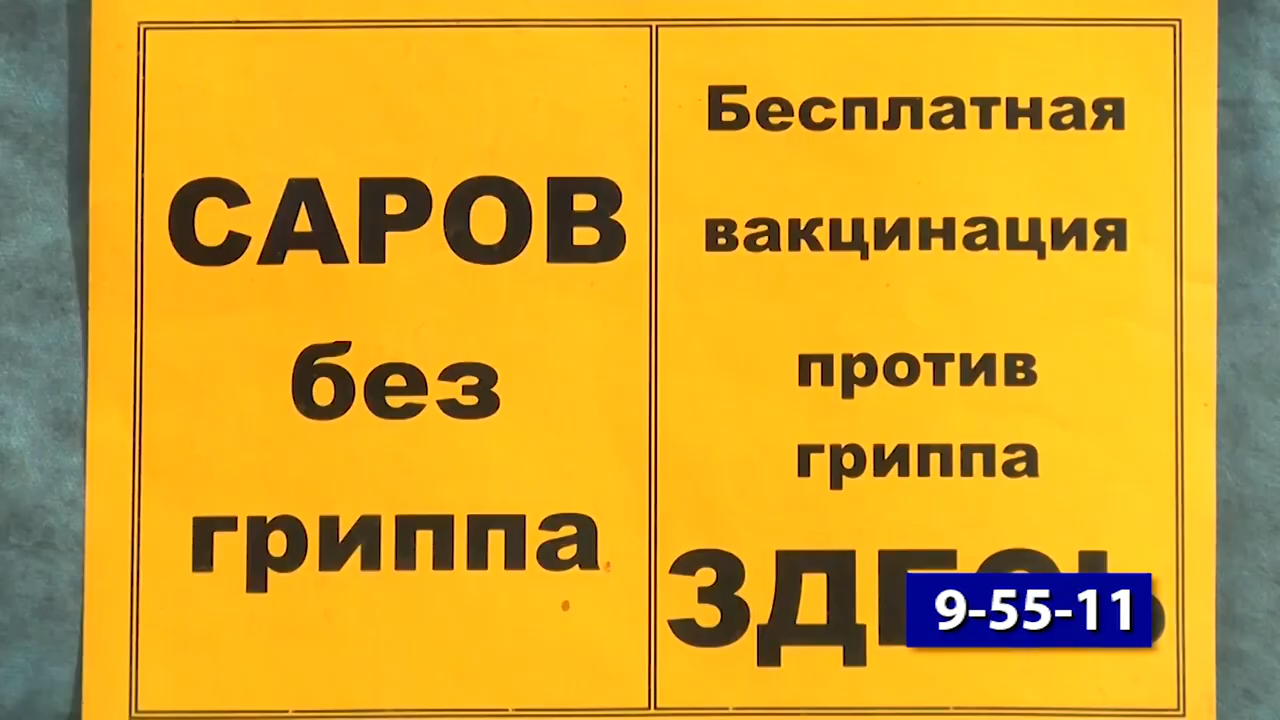 САРОВ
без
гриппа
Бесплатная
вакцинация
против
гриппа
ЗДЕСЬ
9-55-11